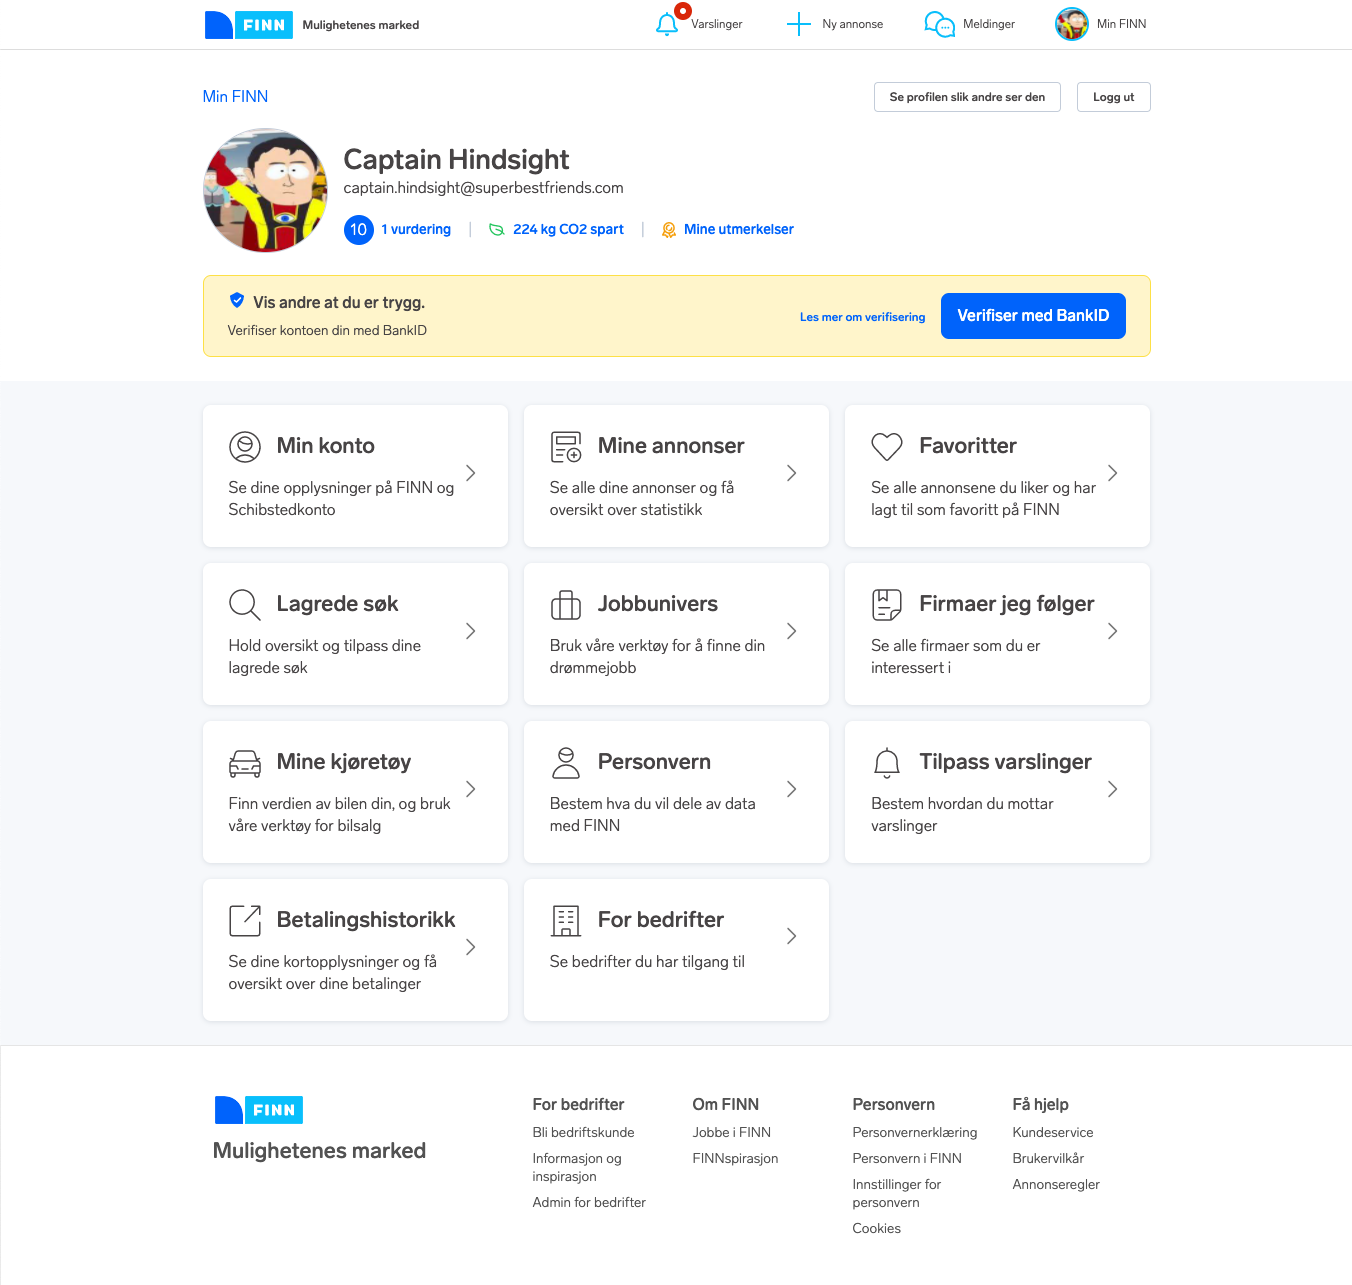 FINN Mulighetenes marked
Varslinger
Ny annonse
Meldinger
Min FINN
Min FINN
Se profilen slik andre ser den
Logg ut
Captain Hindsight
captain.hindsight@superbestfriends.com
10 1 vurdering
224 kg CO2 spart
Mine utmerkelser
Vis andre at du er trygg.
Verifiser kontoen din med BankID
Les mer om verifisering
Verifiser med BankID
Min konto
Se dine opplysninger på FINN og
Schibstedkonto
Mine annonser
Se alle dine annonser og få
oversikt over statistikk
Favoritter
Se alle annonsene du liker og har
lagt til som favoritt på FINN
Lagrede søk
Hold oversikt og tilpass dine
lagrede søk
Jobbunivers
Bruk våre verktøy for å finne din
drømmejobb
Firmaer jeg følger
Se alle firmaer som du er
interessert i
Mine kjøretøy
Finn verdien av bilen din, og bruk
våre verktøy for bilsalg
Personvern
Bestem hva du vil dele av data
med FINN
Tilpass varslinger
Bestem hvordan du mottar
varslinger
Betalingshistorikk
Se dine kortopplysninger og få
oversikt over dine betalinger
For bedrifter
Se bedrifter du har tilgang til
FINN
Mulighetenes marked
For bedrifter
Bli bedriftskunde
Informasjon og
inspirasjon
Admin for bedrifter
Om FINN
Jobbe i FINN
FINNspirasjon
Personvern
Personvernerklæring
Personvern i FINN
Innstillinger for
personvern
Cookies
Få hjelp
Kundeservice
Brukervilkår
Annonseregler